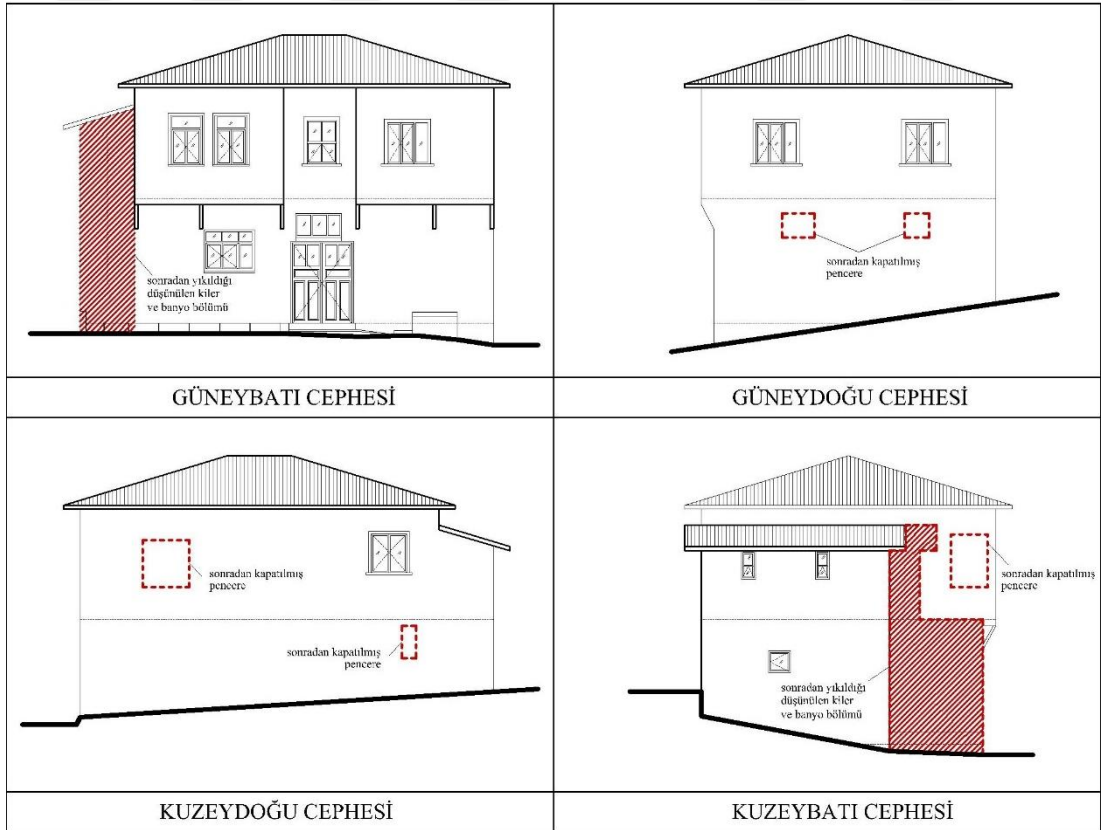 sonradan yıkıldığı
düşünülen kiler
ve banyo bölümü
GÜNEYBATI CEPHESİ
sonradan kapatılmış
pencere
GÜNEYDOĞU CEPHESİ
sonradan kapatılmış
pencere
sonradan kapatılmış
pencere
KUZEYDOĞU CEPHESİ
sonradan kapatılmış
pencere
sonradan yıkıldığı
düşünülen kiler
ve banyo bölümü
KUZEYBATI CEPHESİ